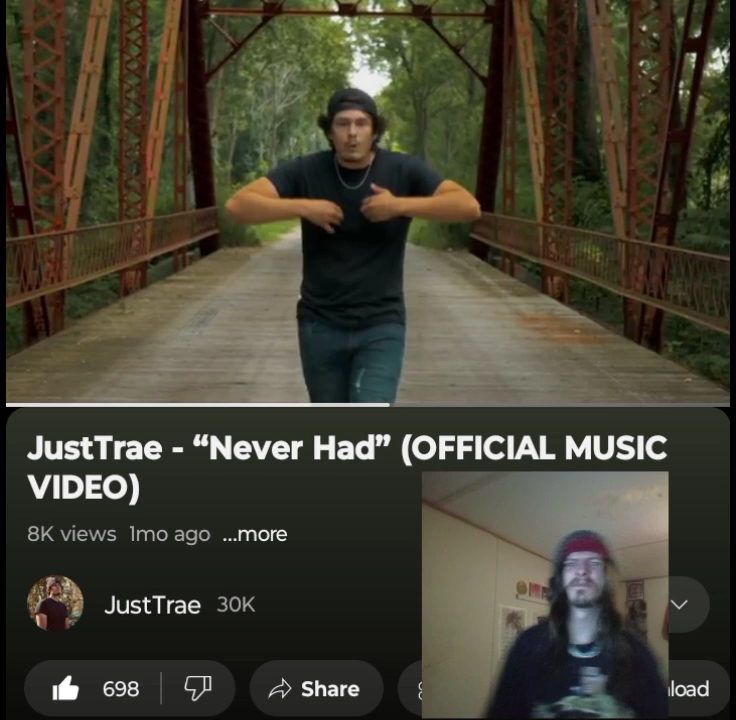 JustTrae - “Never Had” (OFFICIAL MUSIC
VIDEO)
8K views 1mo ago ...more
JustTrae 30K
698 Share load